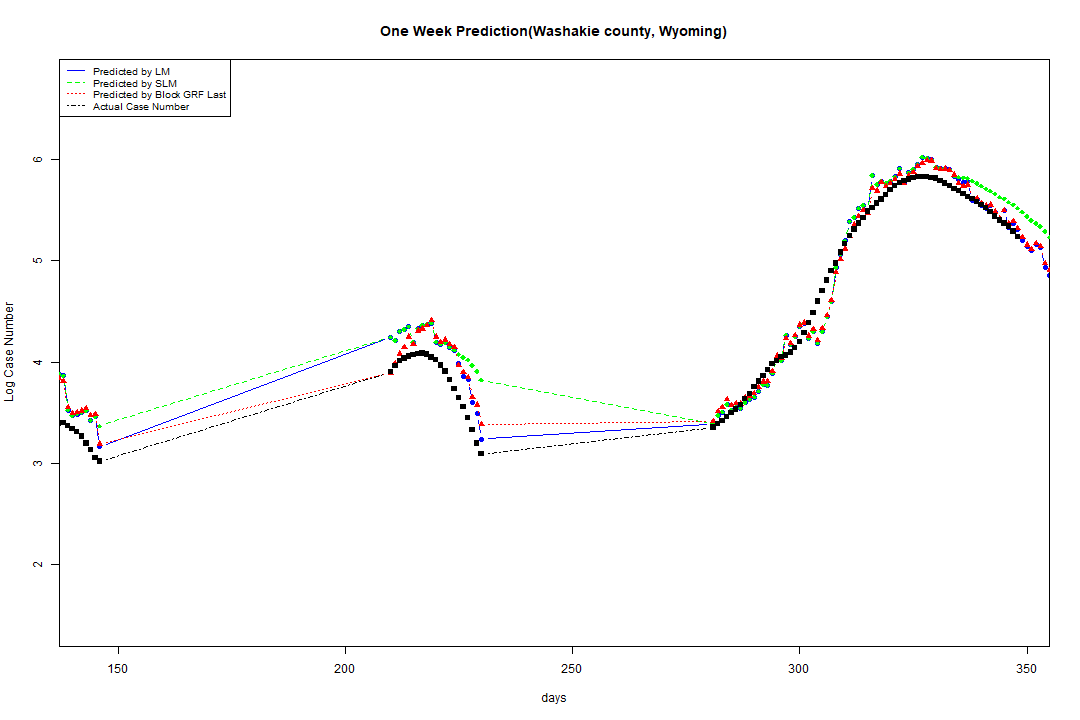 One Week Prediction(Washakie county, Wyoming)
Predicted by LM
Predicted by SLM
Predicted by Block GRF Last
Actual Case Number
6
5
4
3
2
Log Case Number
150 200 250 300 350
days